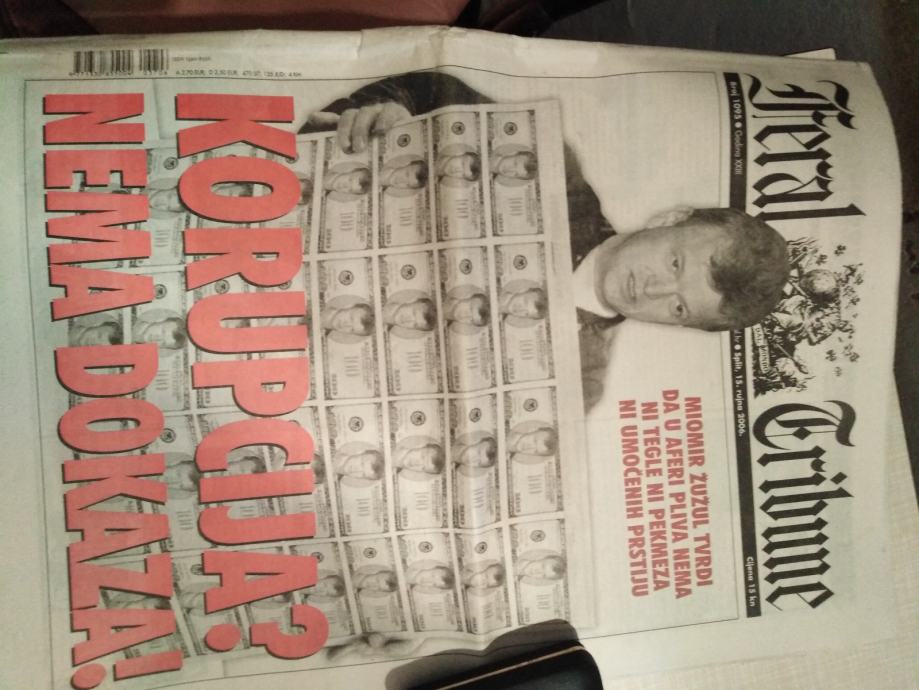 Feral Tribune
Broj 1095 ● Godina XXIII
Split, 15. rujna 2006.
Cijena 15 kn
MIOMIR ŽUŽUL TVRDI
DA U AFERI PLIVA NEMA
NI TEGLE NI PEKMEZA
NI UMOČENIH PRSTIJU
100
KORUPCIJA?
NEMA DOKAZA!